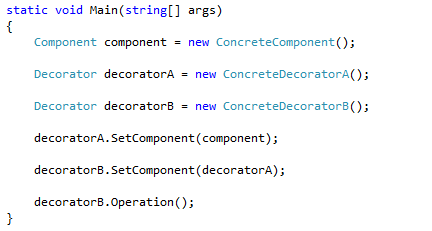 static void Main(string[] args)
{
    Component component = new ConcreteComponent();
    Decorator decoratorA = new ConcreteDecoratorA();
    Decorator decoratorB = new ConcreteDecoratorB();
    decoratorA.SetComponent(component);
    decoratorB.SetComponent(decoratorA);
    decoratorB.Operation();
}